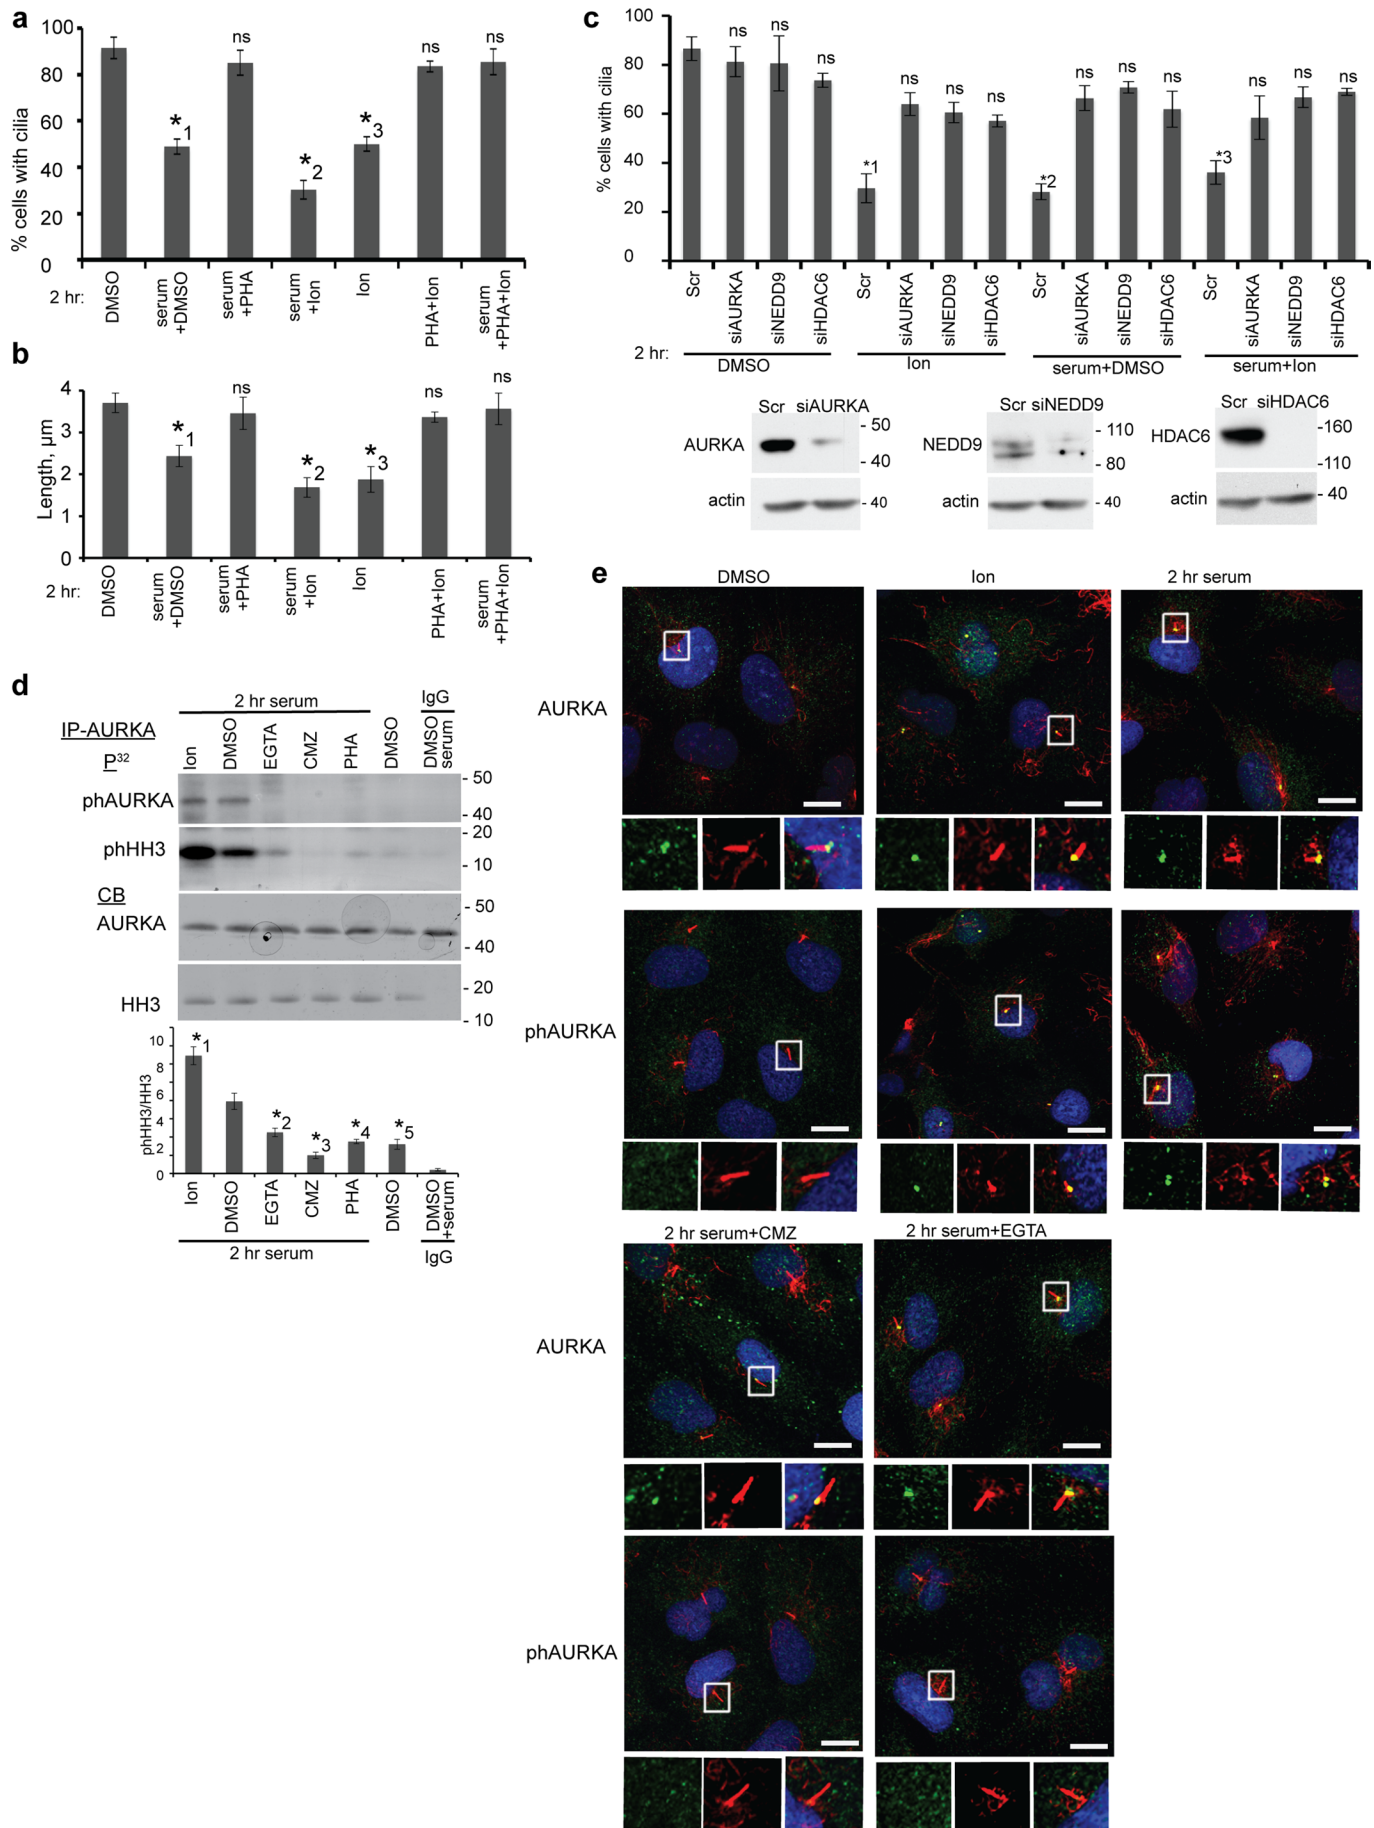 a
% cells with cilia
100
80
60
40
20
0
*1
ns
*2
*3
ns
ns
2 hr:
DMSO
serum
+DMSO
serum
+PHA
serum
+Ion
Ion
PHA+Ion
serum
+PHA+Ion
b
Length, µm
4
3
2
1
0
*1
ns
*2
*3
ns
ns
2 hr:
DMSO
serum
+DMSO
serum
+PHA
serum
+Ion
Ion
PHA+Ion
serum
+PHA+Ion
c
% cells with cilia
100
80
60
40
20
0
ns
ns
ns
*1
ns
ns
ns
*2
ns
ns
ns
*3
ns
ns
ns
Scr
siAURKA
siNEDD9
siHDAC6
Scr
siAURKA
siNEDD9
siHDAC6
Scr
siAURKA
siNEDD9
siHDAC6
Scr
siAURKA
siNEDD9
siHDAC6
2 hr:
DMSO
Ion
serum+DMSO
serum+Ion
Scr siAURKA
AURKA
- 50
- 40
actin
- 40
Scr siNEDD9
NEDD9
- 110
- 80
actin
- 40
Scr siHDAC6
HDAC6
-160
-110
actin
- 40
d
2 hr serum
IgG
IP-AURKA
P32
Ion
DMSO
EGTA
CMZ
PHA
DMSO
DMSO
serum
phAURKA
- 50
- 40
phHH3
- 20
- 10
CB
AURKA
- 50
- 40
HH3
- 20
- 10
phHH3/HH3
10
8
6
4
2
0
*1
*2
*3
*4
*5
Ion
DMSO
EGTA
CMZ
PHA
DMSO
DMSO
+serum
2 hr serum
IgG
e
DMSO
Ion
2 hr serum
AURKA
phAURKA
2 hr serum+CMZ
2 hr serum+EGTA
AURKA
phAURKA